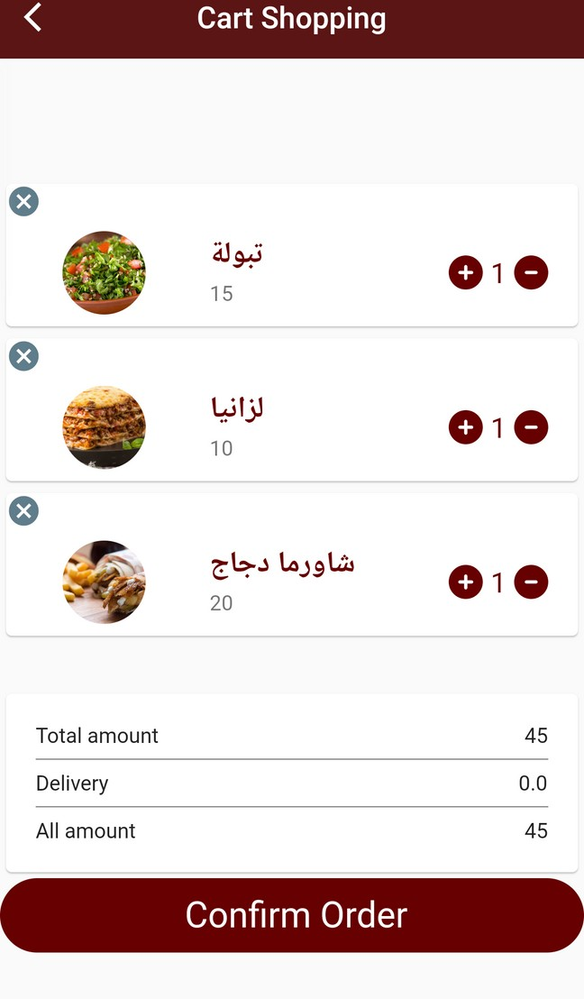 Cart Shopping
تبولة
15
1
لزانيا
10
1
شاورما دجاج
20
1
Total amount 45
Delivery 0.0
All amount 45
Confirm Order